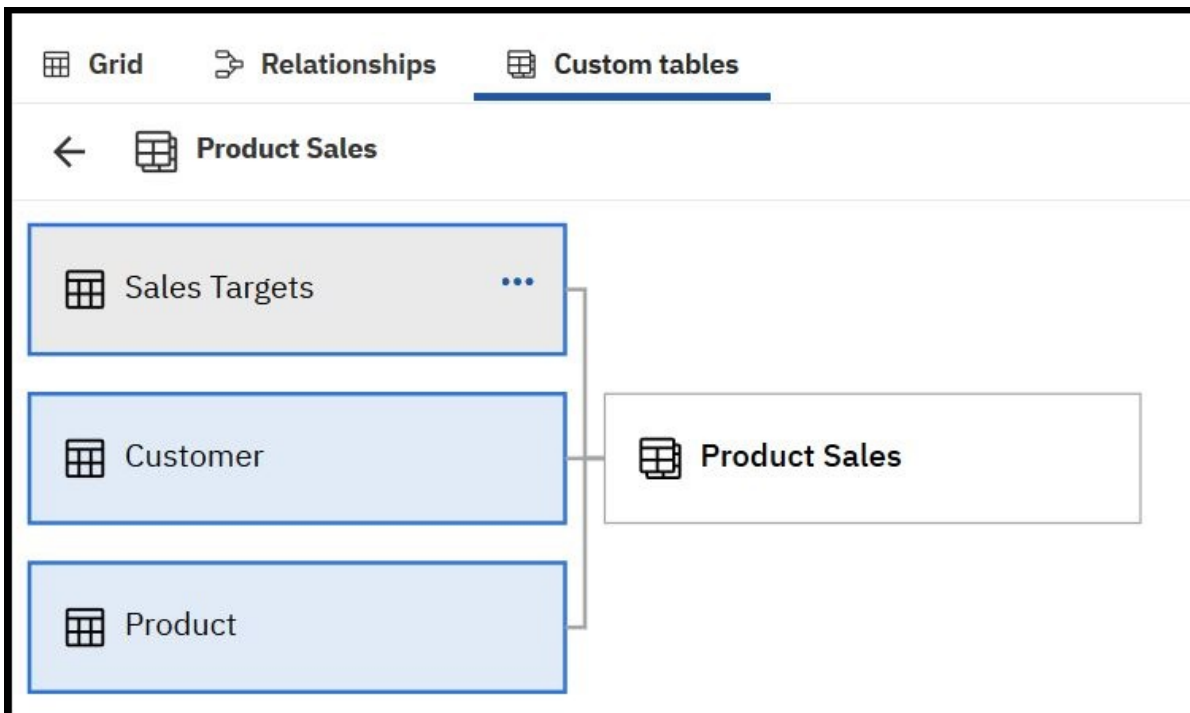 Grid Relationships Custom tables
Product Sales
Sales Targets
Customer
Product Sales
Product